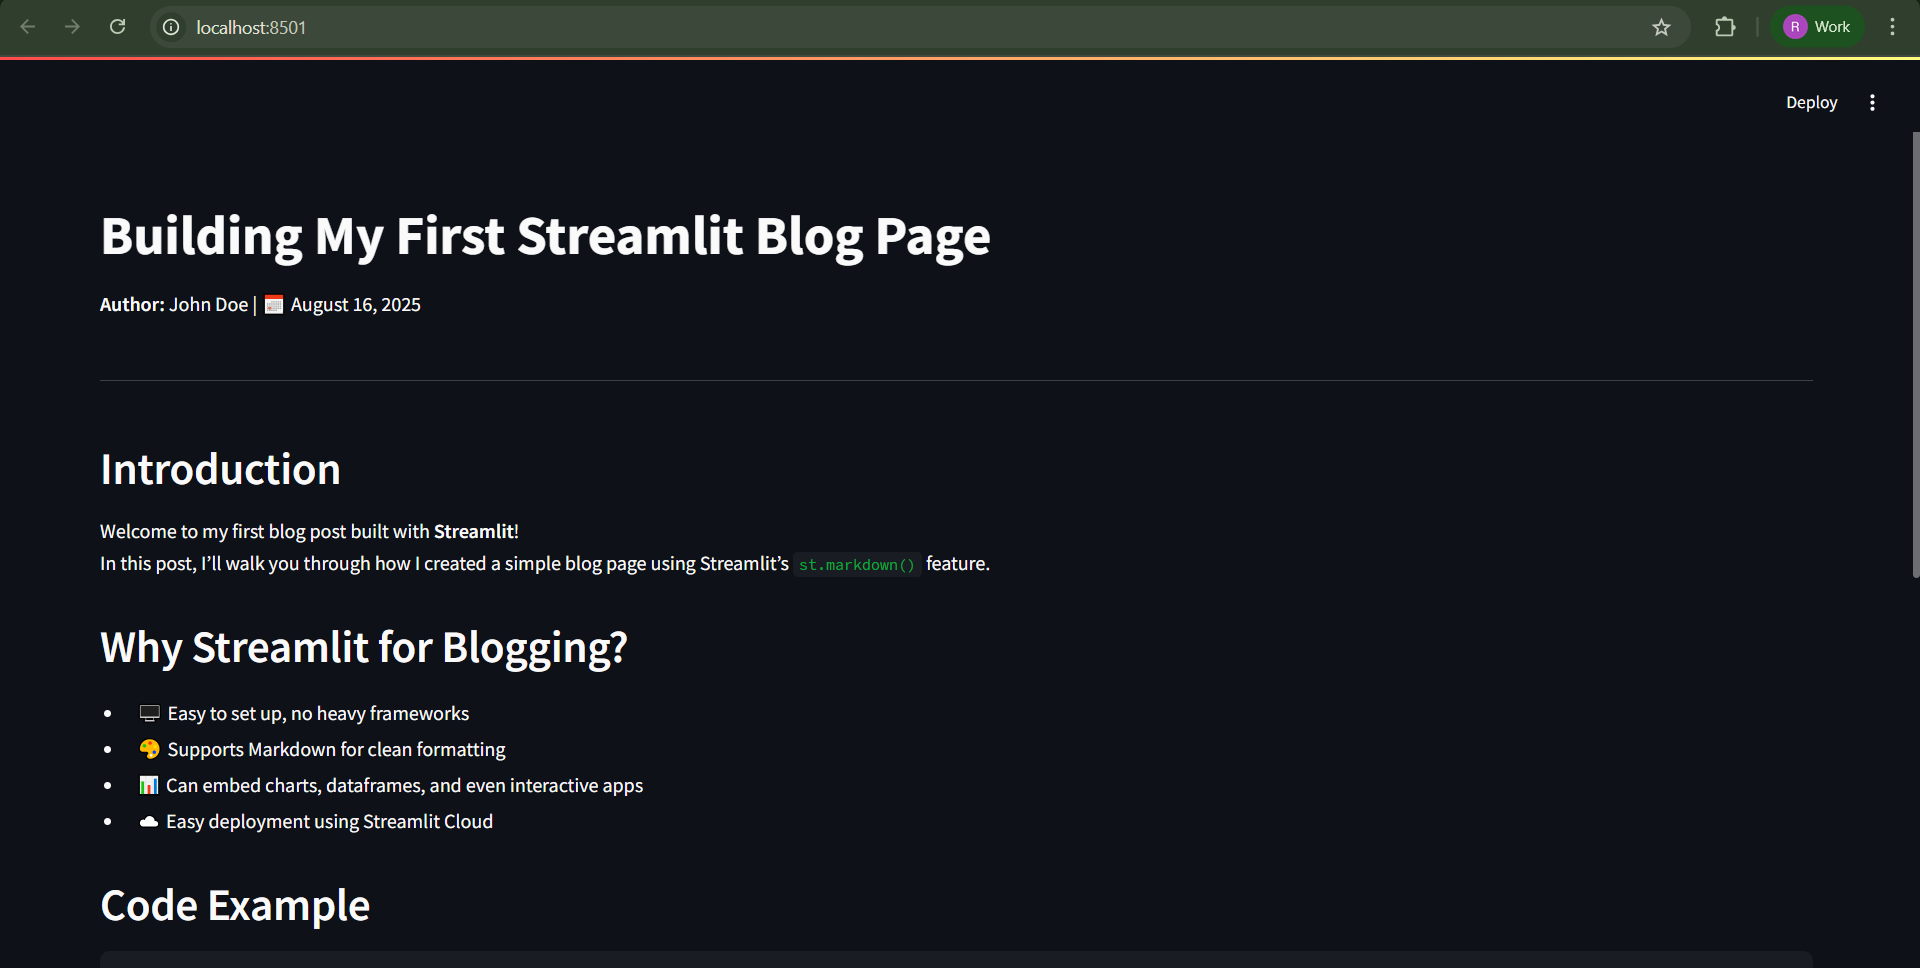 localhost:8501
R Work
Deploy
Building My First Streamlit Blog Page
Author: John Doe | 📅 August 16, 2025
Introduction
Welcome to my first blog post built with Streamlit!
In this post, I’ll walk you through how I created a simple blog page using Streamlit’s st.markdown() feature.
Why Streamlit for Blogging?
• 🖥️ Easy to set up, no heavy frameworks
• 🎨 Supports Markdown for clean formatting
• 📊 Can embed charts, dataframes, and even interactive apps
• ☁️ Easy deployment using Streamlit Cloud
Code Example